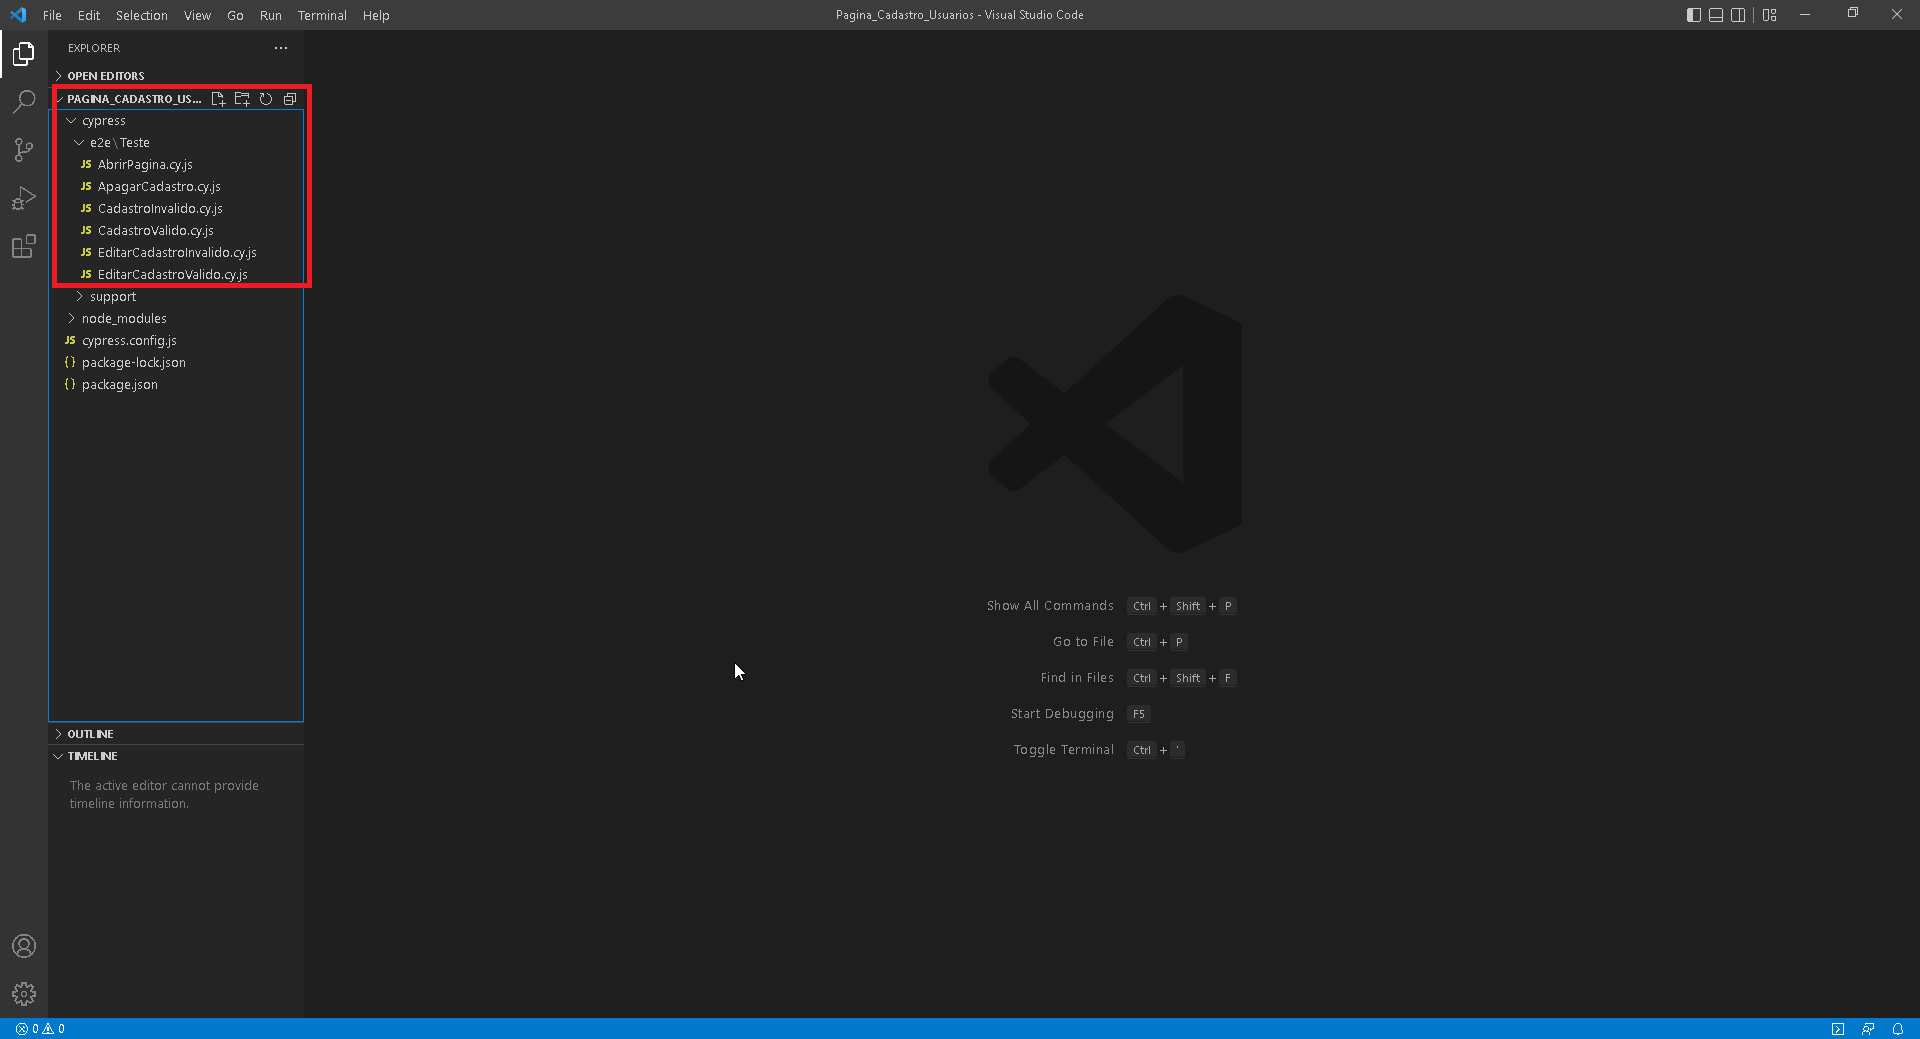 File Edit Selection View Go Run Terminal Help
Pagina_Cadastro_Usuarios - Visual Studio Code
EXPLORER
OPEN EDITORS
PAGINA_CADASTRO_US...
cypress
e2e\Teste
JS AbrirPagina.cy.js
JS ApagarCadastro.cy.js
JS CadastroInvalido.cy.js
JS CadastroValido.cy.js
JS EditarCadastroInvalido.cy.js
JS EditarCadastroValido.cy.js
support
node_modules
JS cypress.config.js
{} package-lock.json
{} package.json
OUTLINE
TIMELINE
The active editor cannot provide
timeline information.
Show All Commands Ctrl + Shift + P
Go to File Ctrl + P
Find in Files Ctrl + Shift + F
Start Debugging F5
Toggle Terminal Ctrl + '
0 0